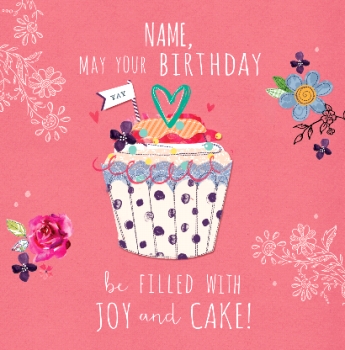 NAME,
MAY YOUR BIRTHDAY
YAY
be FILLED WITH
JOY and CAKE!